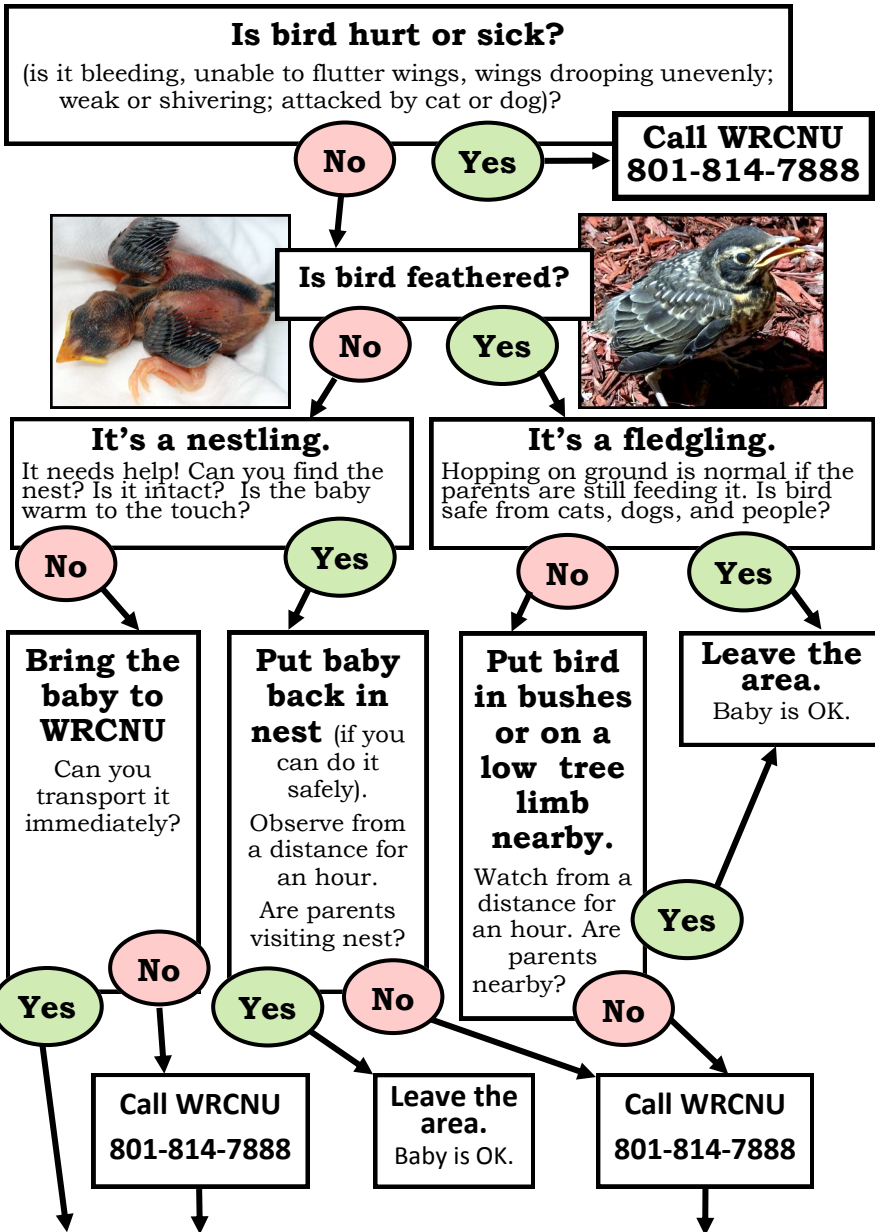 Is bird hurt or sick?
(is it bleeding, unable to flutter wings, wings drooping unevenly;
weak or shivering; attacked by cat or dog)?
No
Yes
Call WRCNU
801-814-7888
Is bird feathered?
No
Yes
It's a nestling.
It needs help! Can you find the
nest? Is it intact?  Is the baby
warm to the touch?
No
Yes
It's a fledgling.
Hopping on ground is normal if the
parents are still feeding it. Is bird
safe from cats, dogs, and people?
No
Yes
Bring the
baby to
WRCNU
Can you
transport it
immediately?
Yes
No
Put baby
back in
nest (if you
can do it
safely).
Observe from
a distance for
an hour.
Are parents
visiting nest?
Yes
No
Put bird
in bushes
or on a
low  tree
limb
nearby.
Watch from a
distance for
an hour. Are
parents
nearby?
Yes
No
Leave the
area.
Baby is OK.
Call WRCNU
801-814-7888
Leave the
area.
Baby is OK.
Call WRCNU
801-814-7888